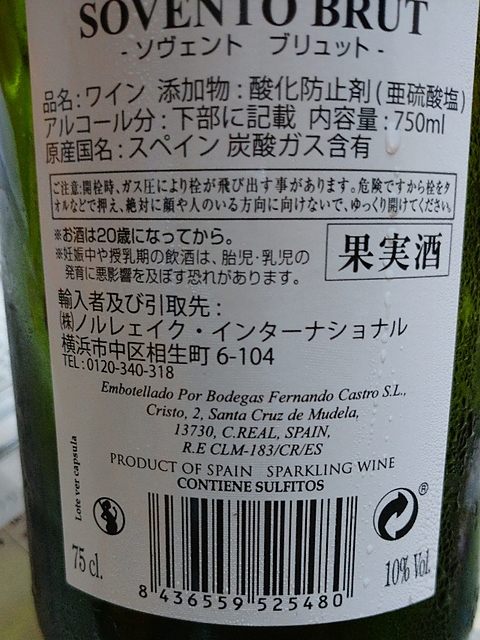 SOVENTO BRUT
- ソヴェント ブリュット -
品名:ワイン 添加物:酸化防止剤(亜硫酸塩)
アルコール分:下部に記載 内容量:750ml
原産国名:スペイン 炭酸ガス含有
ご注意:開栓時、ガス圧により栓が飛び出す事があります。危険ですから栓をタ
オルなどで押え、絶対に顔や人のいる方向に向けないで、ゆっくり開けてください。
※お酒は20歳になってから。
※妊娠中や授乳期の飲酒は、胎児・乳児の
発育に悪影響を及ぼす恐れがあります。
果実酒
輸入者及び引取先:
㈱ノルレェイク・インターナショナル
横浜市中区相生町 6-104
TEL:0120-340-318
Embotellado Por Bodegas Fernando Castro S.L.,
Cristo, 2, Santa Cruz de Mudela,
13730, C.REAL, SPAIN,
R.E CLM-183/CR/ES
PRODUCT OF SPAIN SPARKLING WINE
CONTIENE SULFITOS
Lote ver capsula
®
75 cl.
10% Vol.
8 436559 525480